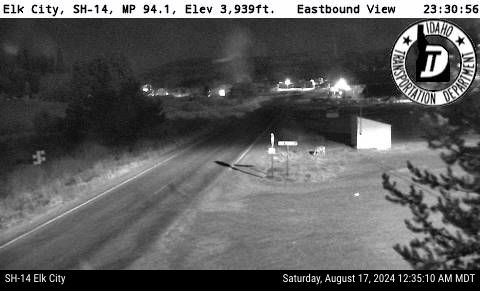 Elk City, SH-14, MP 94.1, Elev 3,939ft. Eastbound View 23:30:56
IDAHO
TRANSPORTATION DEPARTMENT
SH-14 Elk City Saturday, August 17, 2024 12:35:10 AM MDT